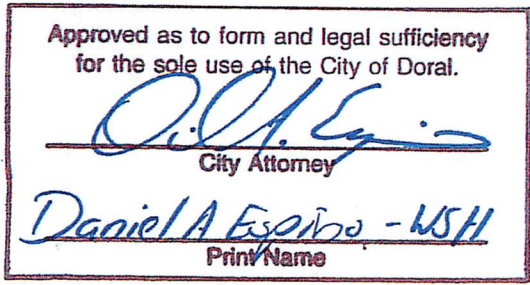 Approved as to form and legal sufficiency
for the sole use of the City of Doral.
City Attorney
Daniel A Espino - WSH
Print Name